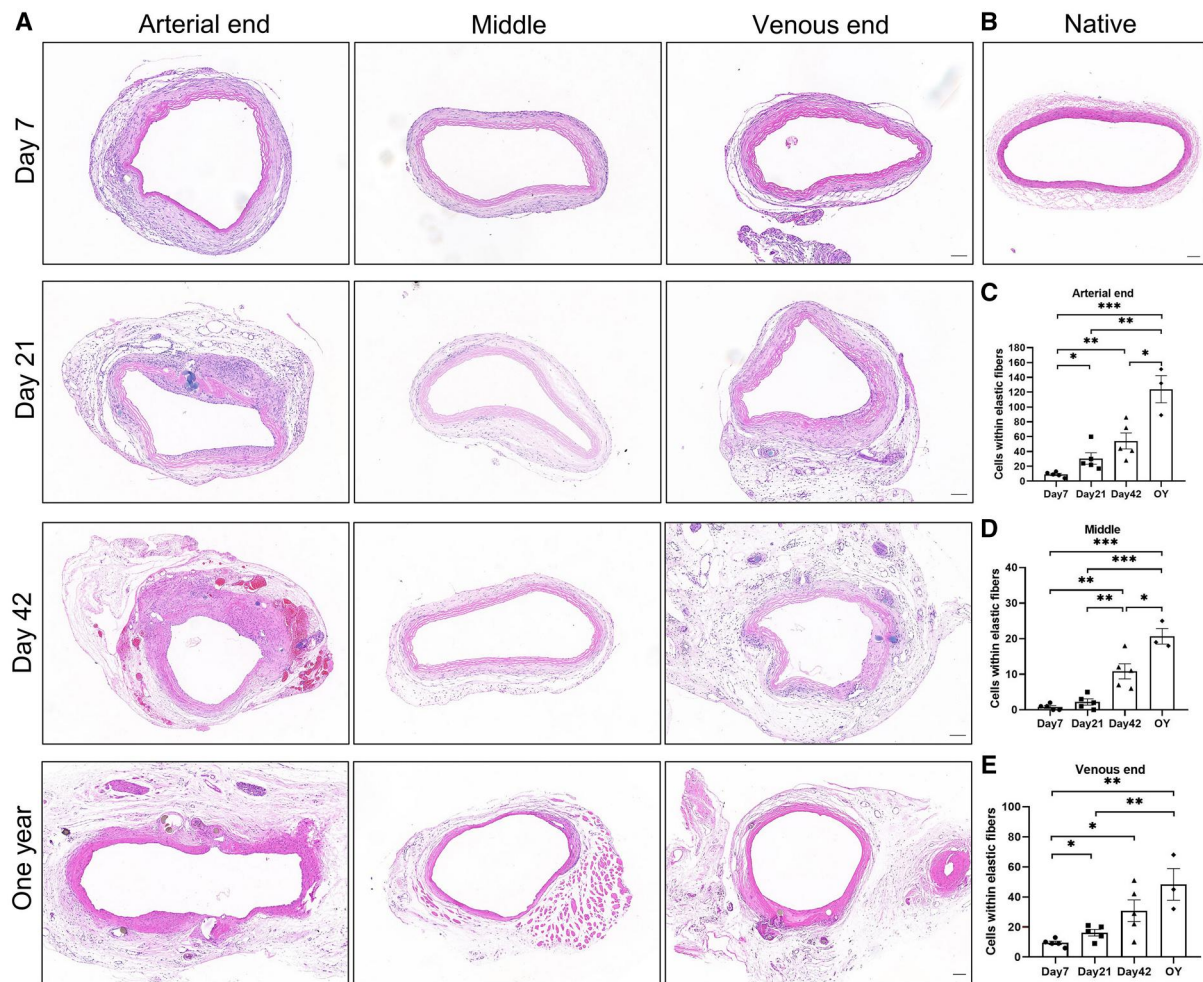 A
Arterial end
Middle
Venous end
B
Native
Day 7
Day 21
Day 42
One year
C
Arterial end
***
**
**
*
*
Cells within elastic fibers
180
160
140
120
100
80
60
40
20
0
Day7 Day21 Day42 OY
D
Middle
***
***
**
**
*
Cells within elastic fibers
40
30
20
10
0
Day7 Day21 Day42 OY
E
Venous end
**
**
*
*
Cells within elastic fibers
100
80
60
40
20
0
Day7 Day21 Day42 OY